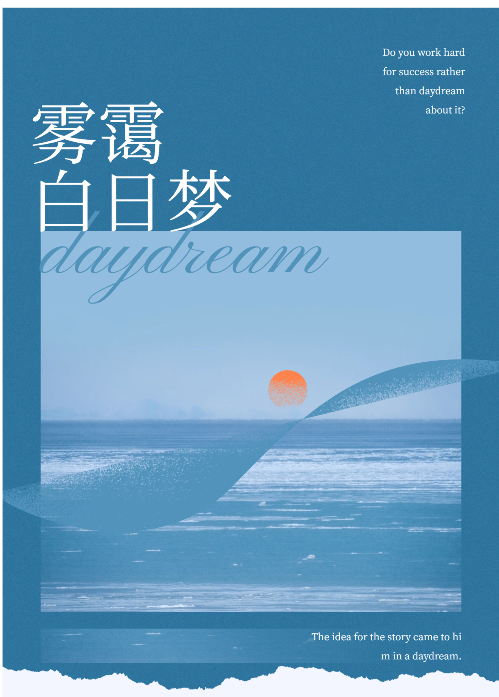 Do you work hard
for success rather
than daydream
about it?
雾霭
白日梦
daydream
The idea for the story came to hi
m in a daydream.